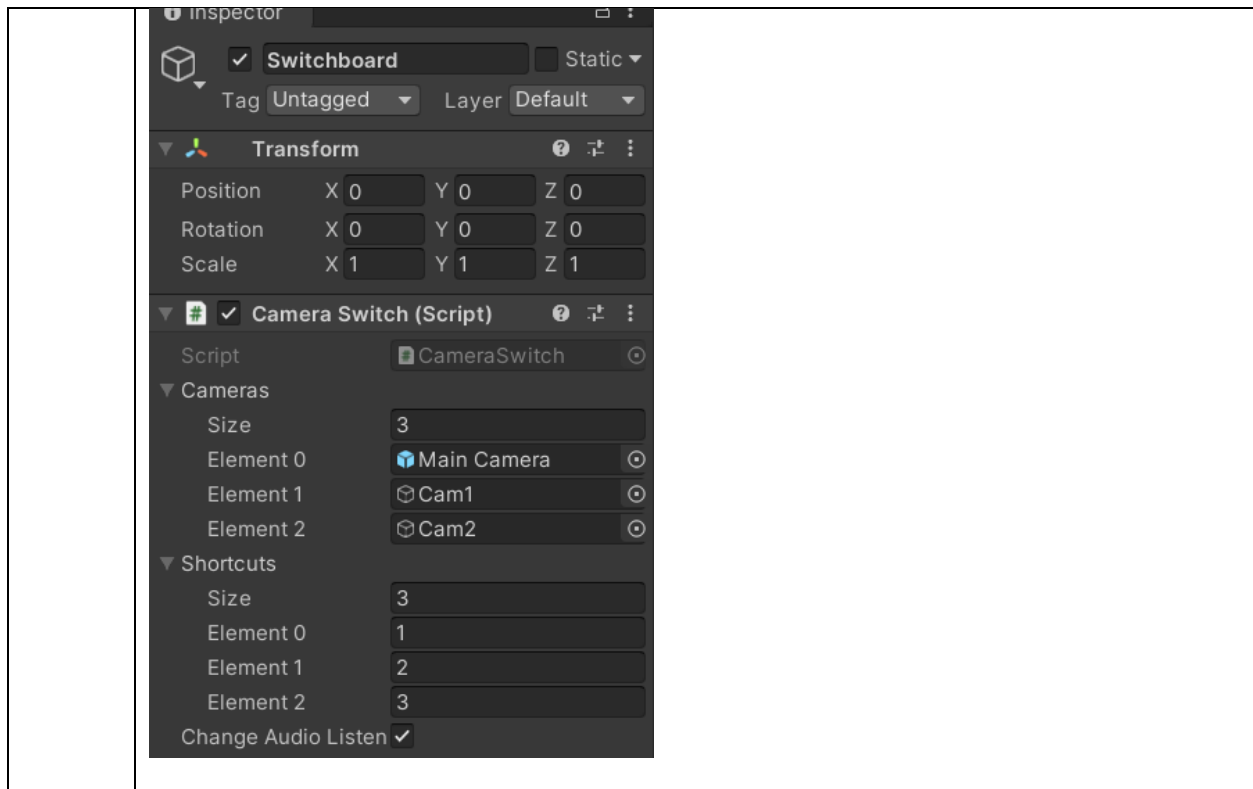 Inspector
Switchboard Static
Tag Untagged Layer Default
Transform
Position X 0 Y 0 Z 0
Rotation X 0 Y 0 Z 0
Scale X 1 Y 1 Z 1
# Camera Switch (Script)
Script # CameraSwitch
Cameras
Size 3
Element 0 Main Camera
Element 1 Cam1
Element 2 Cam2
Shortcuts
Size 3
Element 0 1
Element 1 2
Element 2 3
Change Audio Listen